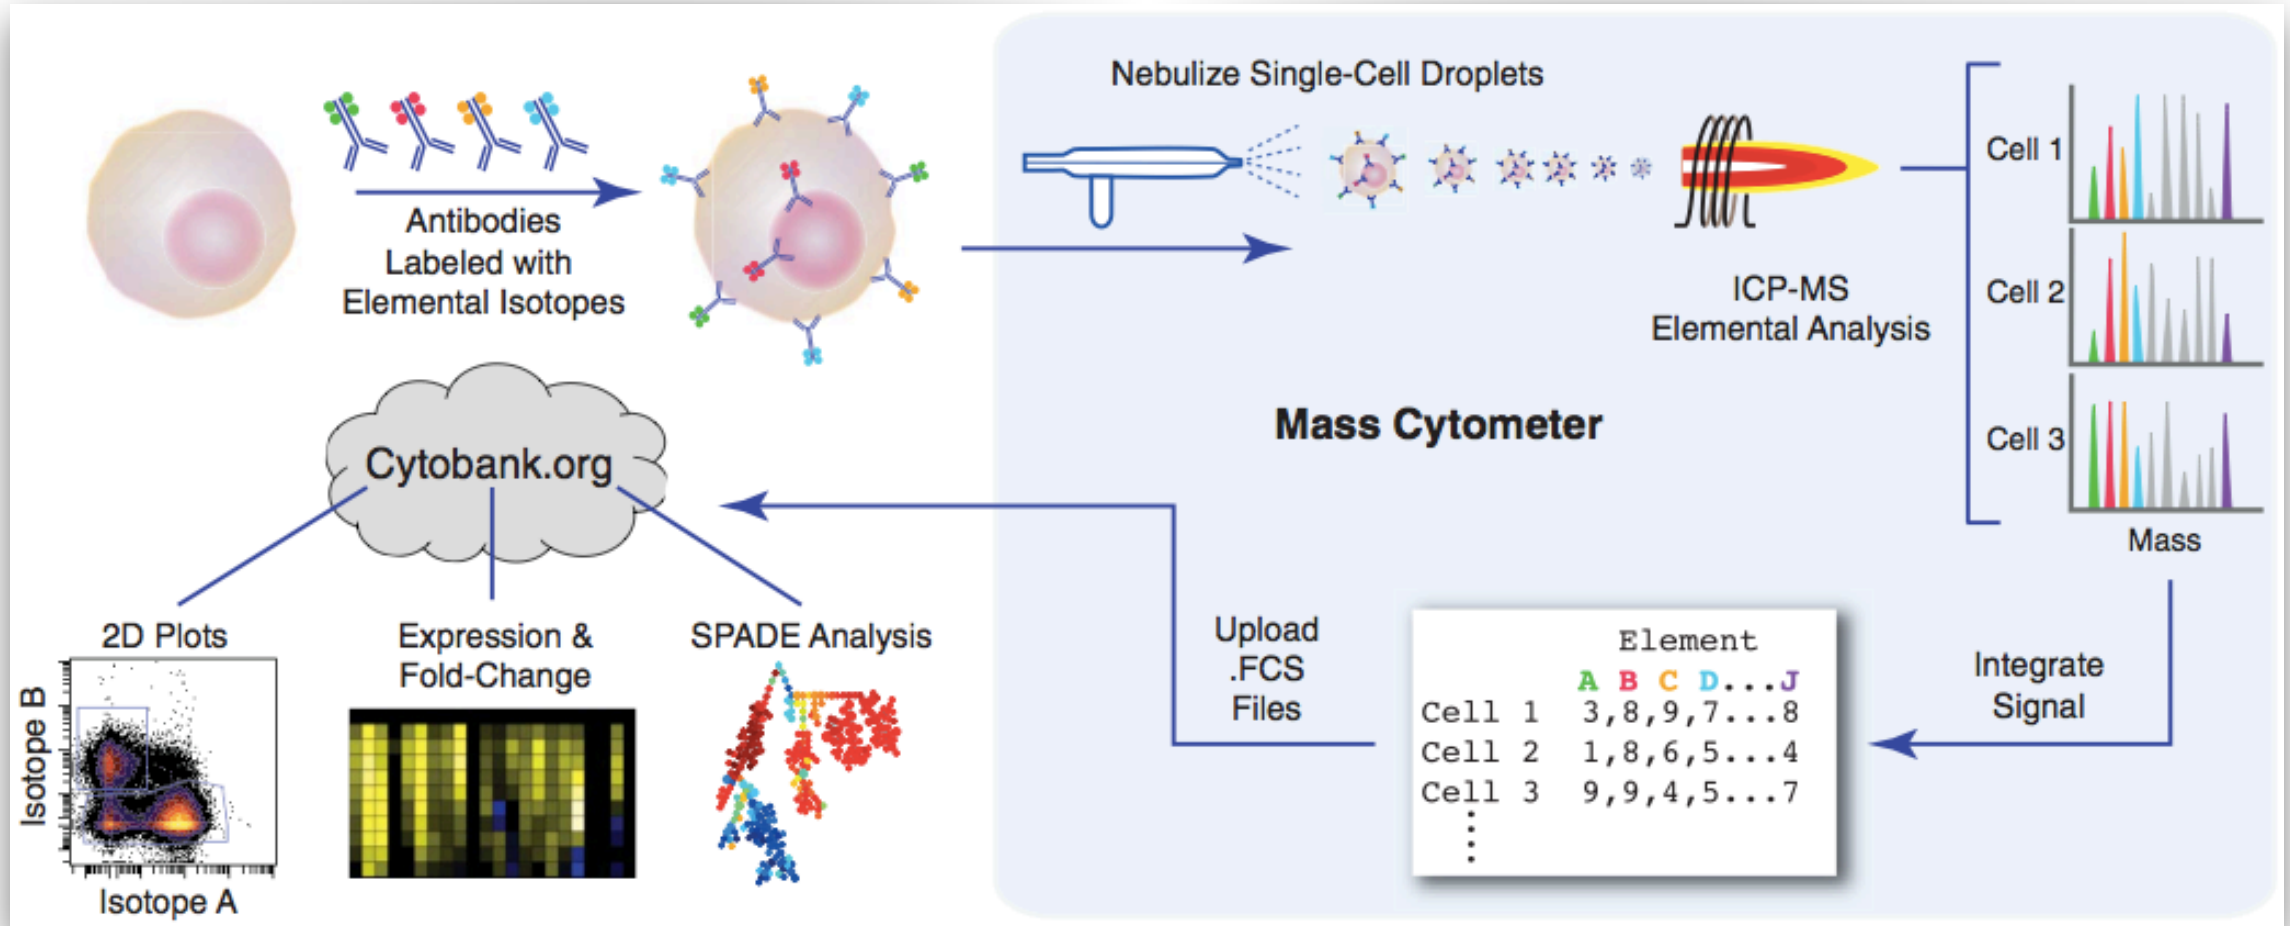 Antibodies
Labeled with
Elemental Isotopes
Nebulize Single-Cell Droplets
ICP-MS
Elemental Analysis
Cell 1
Cell 2
Cell 3
Mass
Mass Cytometer
Integrate
Signal
Element
A B C D...J
Cell 1 3,8,9,7...8
Cell 2 1,8,6,5...4
Cell 3 9,9,4,5...7
Upload
.FCS
Files
Cytobank.org
2D Plots
Isotope B
Isotope A
Expression &
Fold-Change
SPADE Analysis